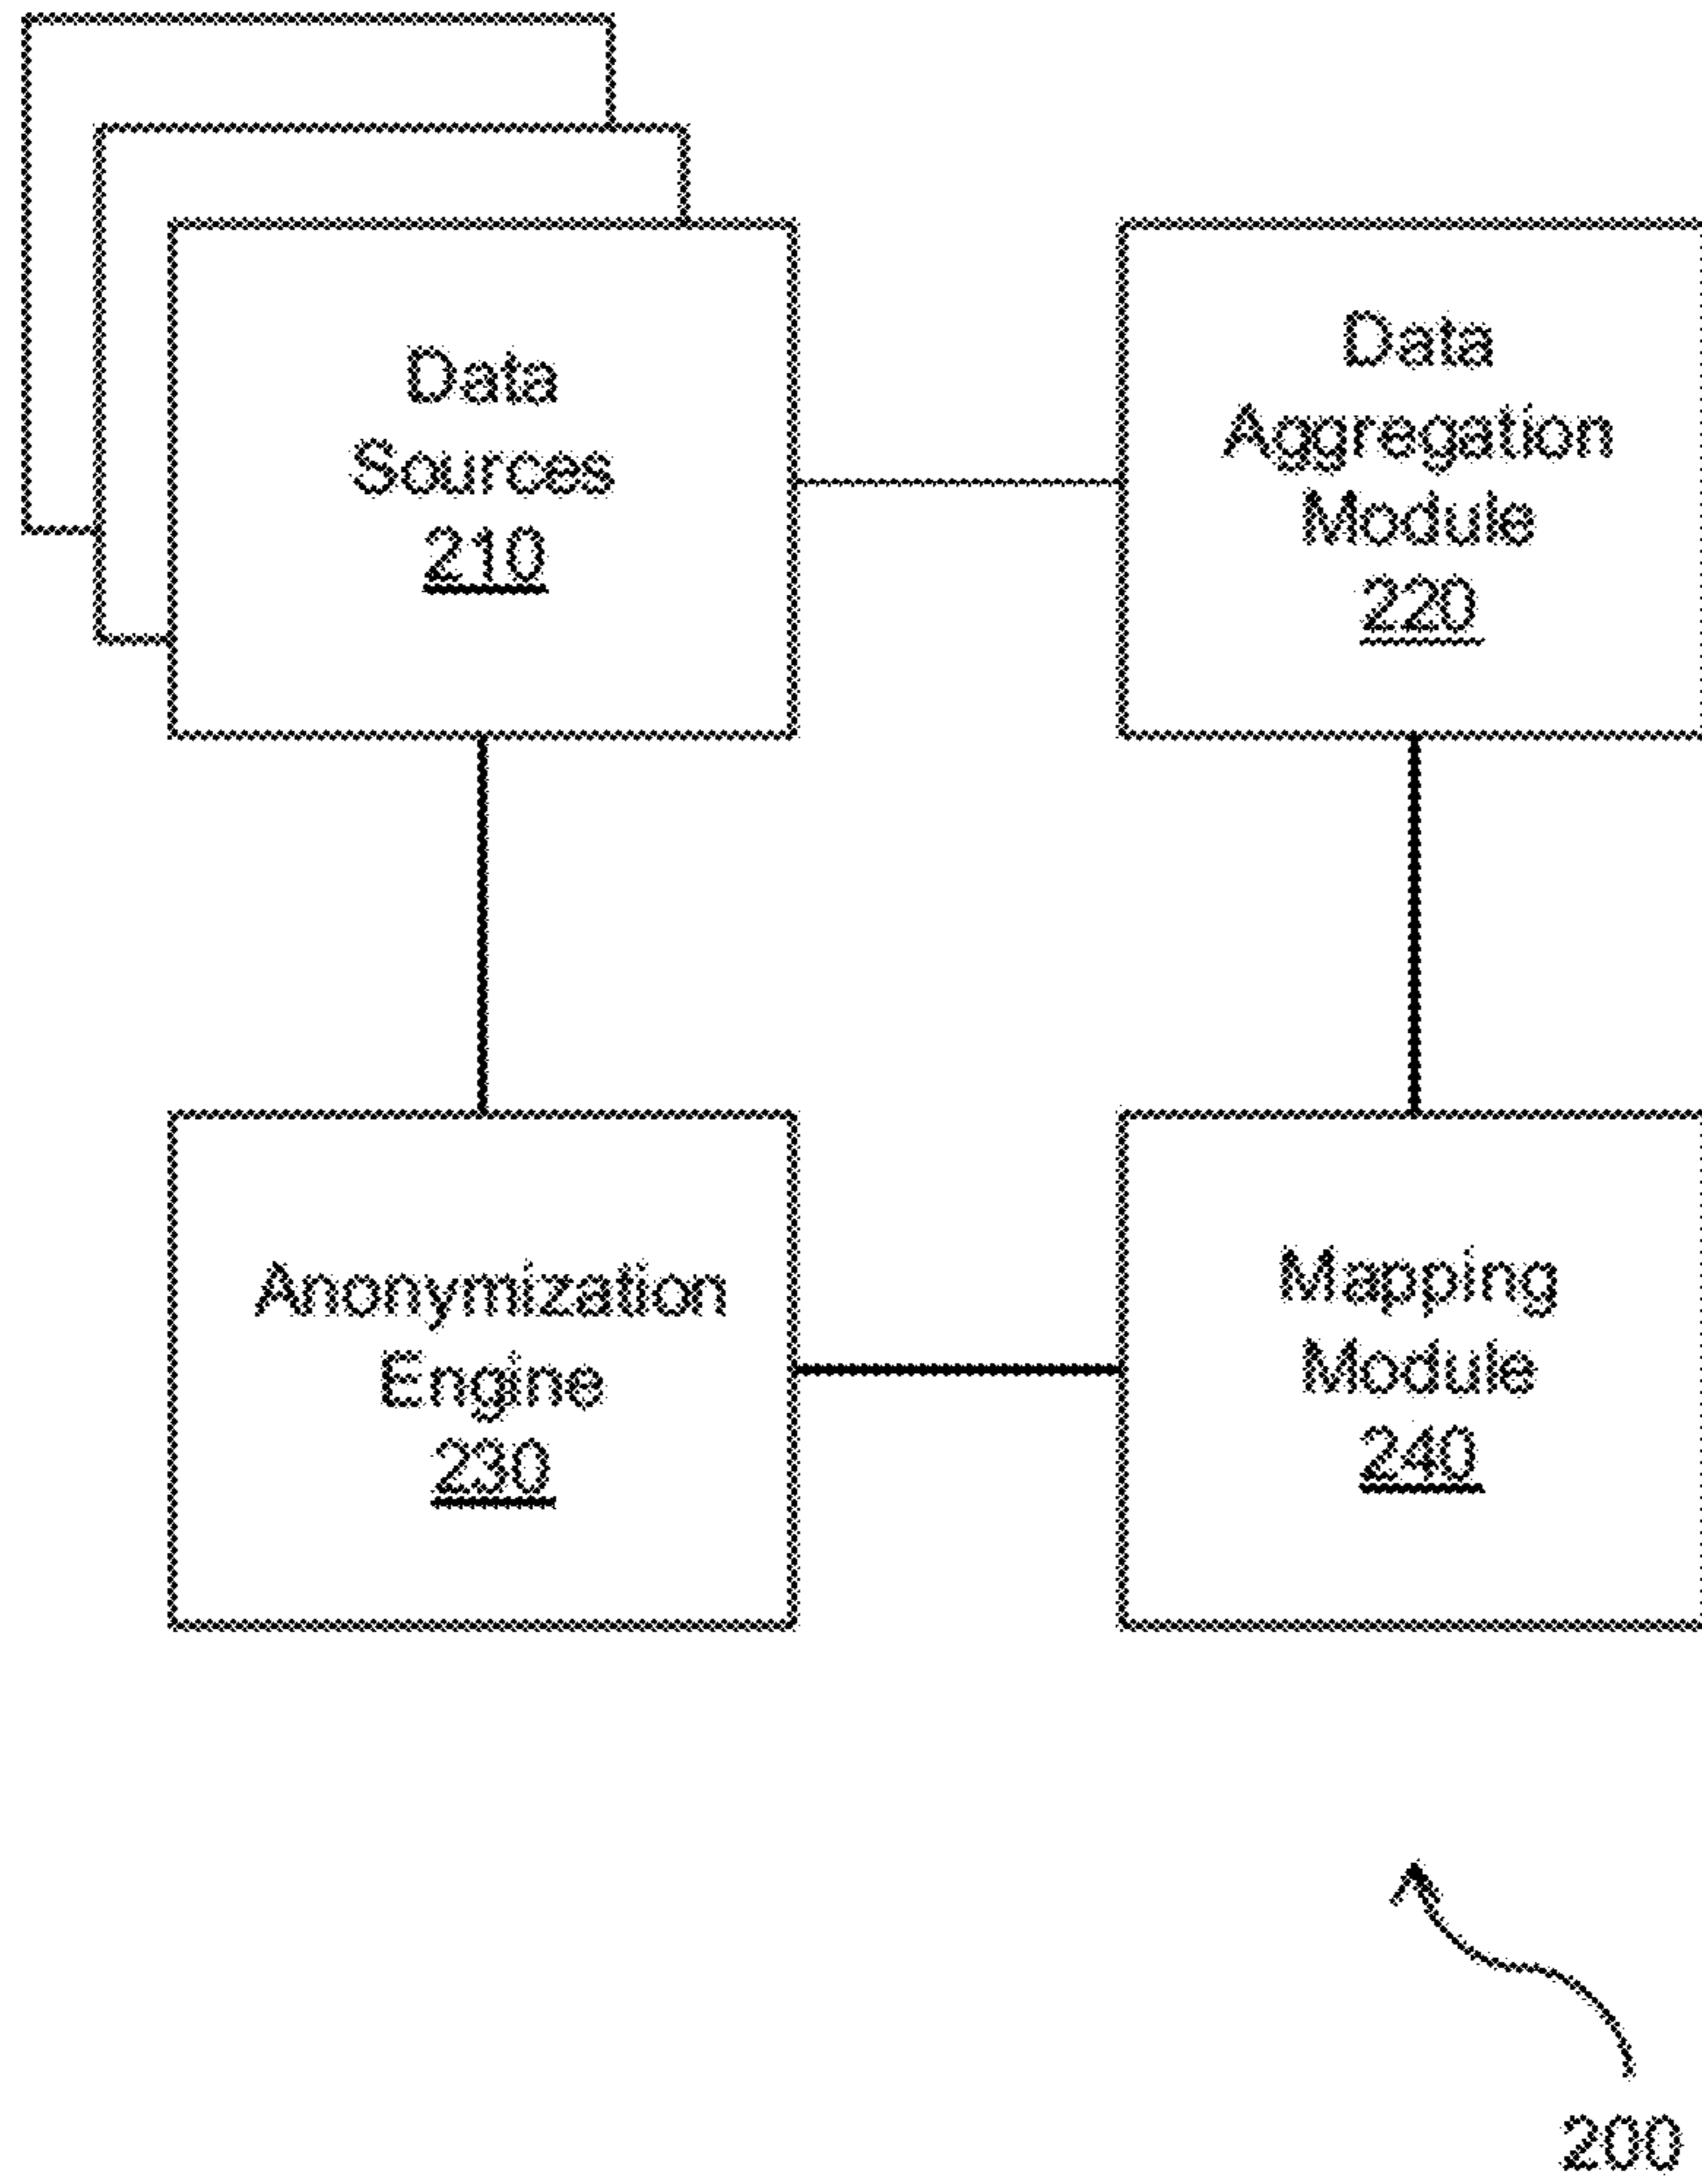 Data
Sources
210
Data
Aggregation
Module
220
Anonymization
Engine
230
Mapping
Module
240
200